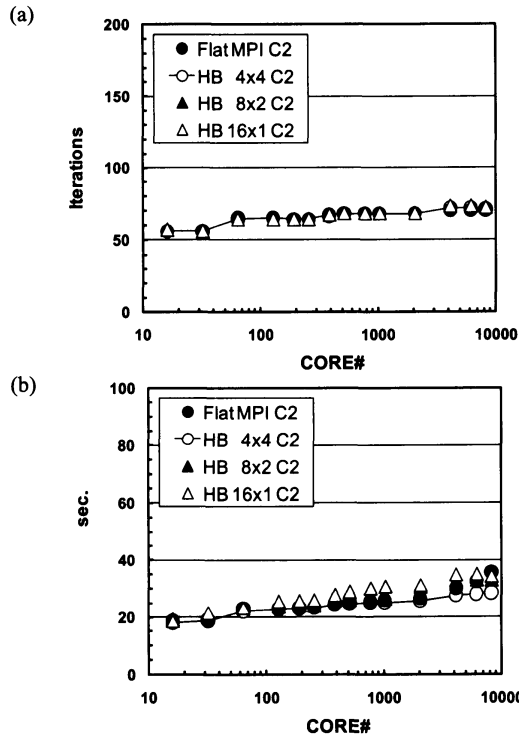 (a)
200
150
100
50
0
Iterations
Flat MPI C2
HB 4x4 C2
HB 8x2 C2
HB 16x1 C2
10
100
1000
10000
CORE#
(b)
100
80
60
40
20
0
sec.
Flat MPI C2
HB 4x4 C2
HB 8x2 C2
HB 16x1 C2
10
100
1000
10000
CORE#